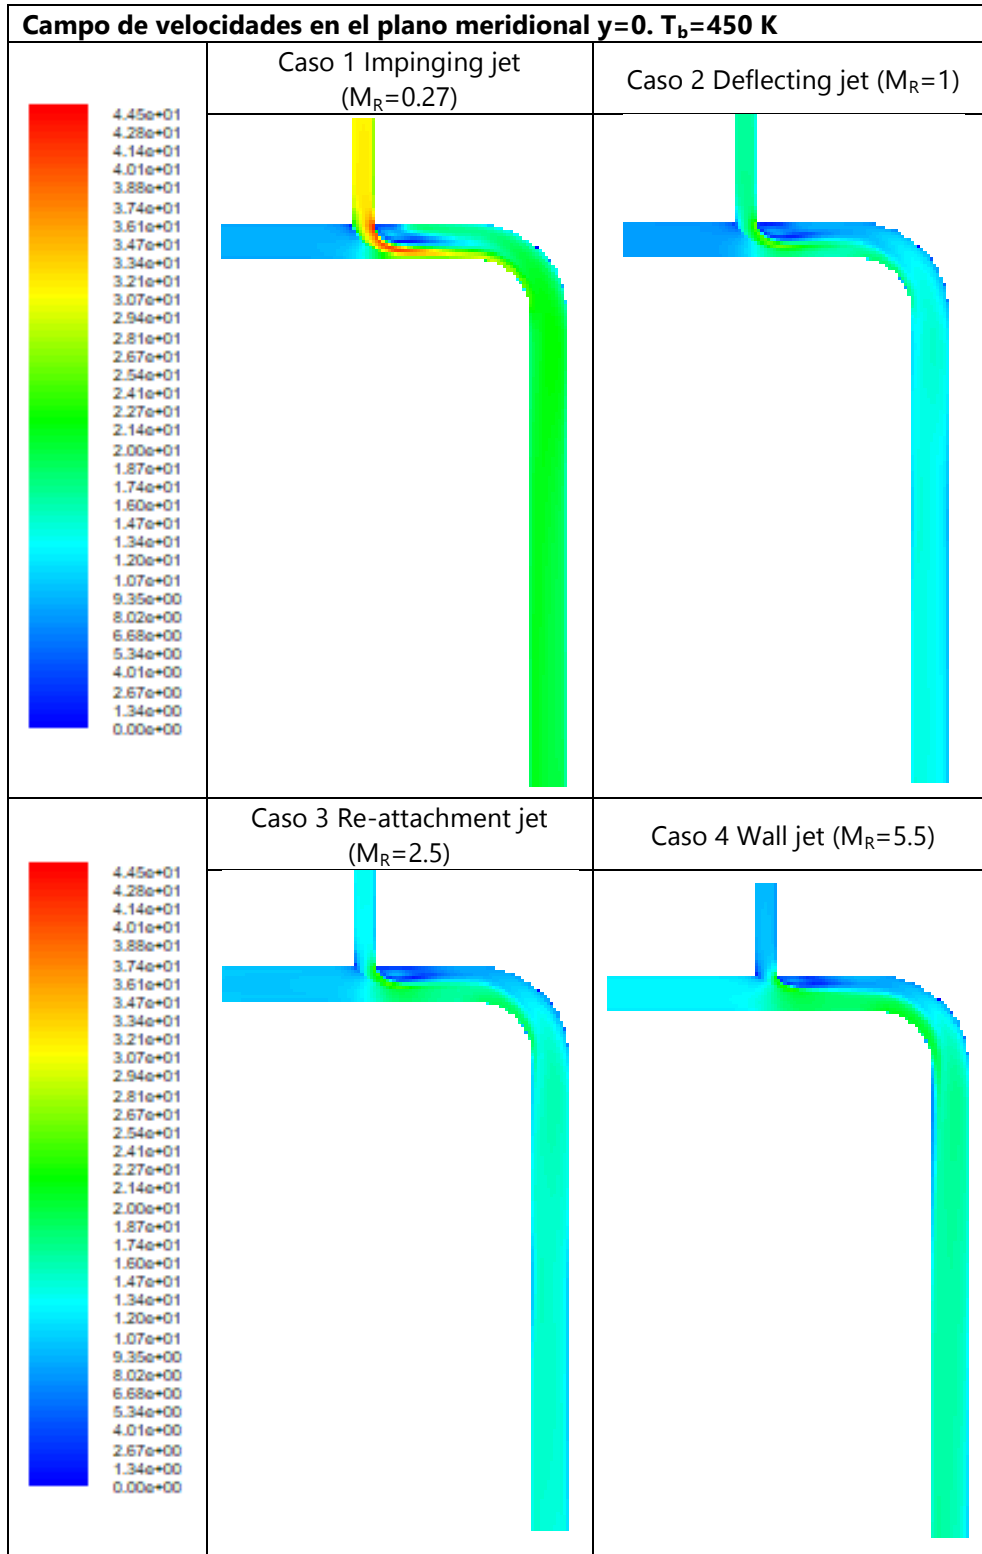 Campo de velocidades en el plano meridional y=0. Tb=450 K
Caso 1 Impinging jet
(MR=0.27)
Caso 2 Deflecting jet (MR=1)
4.45e+01
4.28e+01
4.14e+01
4.01e+01
3.88e+01
3.74e+01
3.61e+01
3.47e+01
3.34e+01
3.21e+01
3.07e+01
2.94e+01
2.81e+01
2.67e+01
2.54e+01
2.41e+01
2.27e+01
2.14e+01
2.00e+01
1.87e+01
1.74e+01
1.60e+01
1.47e+01
1.34e+01
1.20e+01
1.07e+01
9.35e+00
8.02e+00
6.68e+00
5.34e+00
4.01e+00
2.67e+00
1.34e+00
0.00e+00
Caso 3 Re-attachment jet
(MR=2.5)
Caso 4 Wall jet (MR=5.5)
4.45e+01
4.28e+01
4.14e+01
4.01e+01
3.88e+01
3.74e+01
3.61e+01
3.47e+01
3.34e+01
3.21e+01
3.07e+01
2.94e+01
2.81e+01
2.67e+01
2.54e+01
2.41e+01
2.27e+01
2.14e+01
2.00e+01
1.87e+01
1.74e+01
1.60e+01
1.47e+01
1.34e+01
1.20e+01
1.07e+01
9.35e+00
8.02e+00
6.68e+00
5.34e+00
4.01e+00
2.67e+00
1.34e+00
0.00e+00